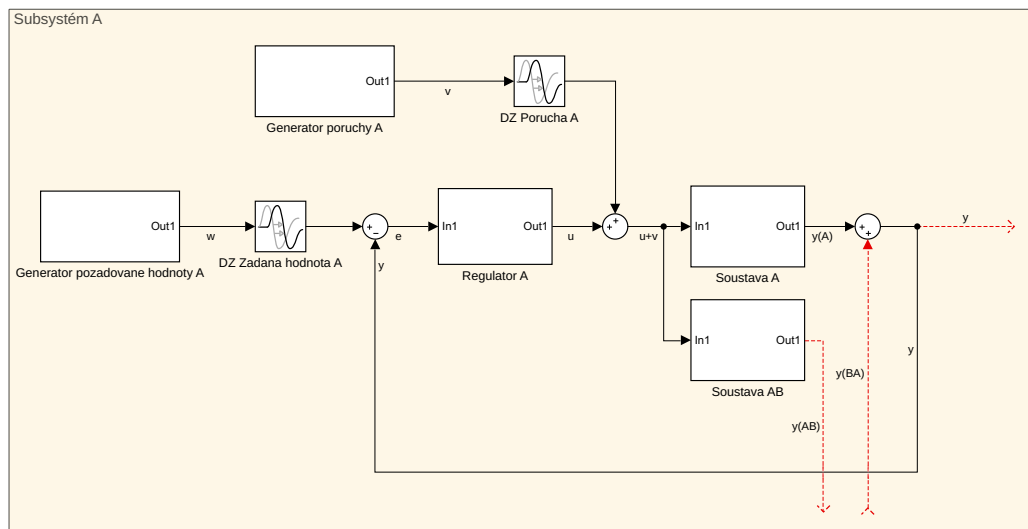 Subsystém A
Out1
v
Generator poruchy A
DZ Porucha A
Out1
w
Generator pozadovane hodnoty A
DZ Zadana hodnota A
+
−
e
y
In1
Out1
Regulator A
u
+
+
u+v
In1
Out1
Soustava A
y(A)
+
+
y
In1
Out1
Soustava AB
y(AB)
y(BA)
y